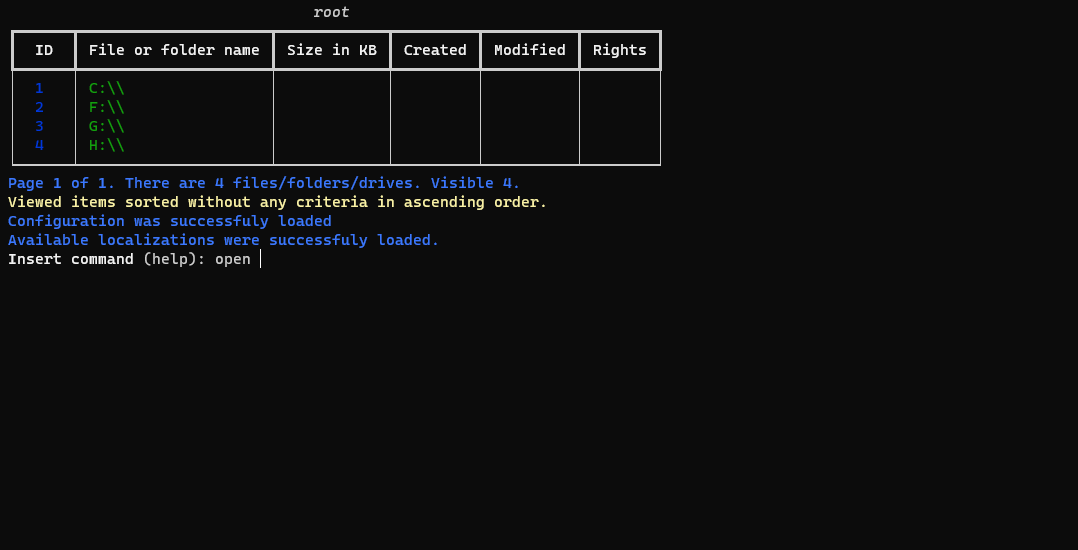 root
ID File or folder name Size in KB Created Modified Rights
1 C:\\
2 F:\\
3 G:\\
4 H:\\
Page 1 of 1. There are 4 files/folders/drives. Visible 4.
Viewed items sorted without any criteria in ascending order.
Configuration was successfuly loaded
Available localizations were successfuly loaded.
Insert command (help): open